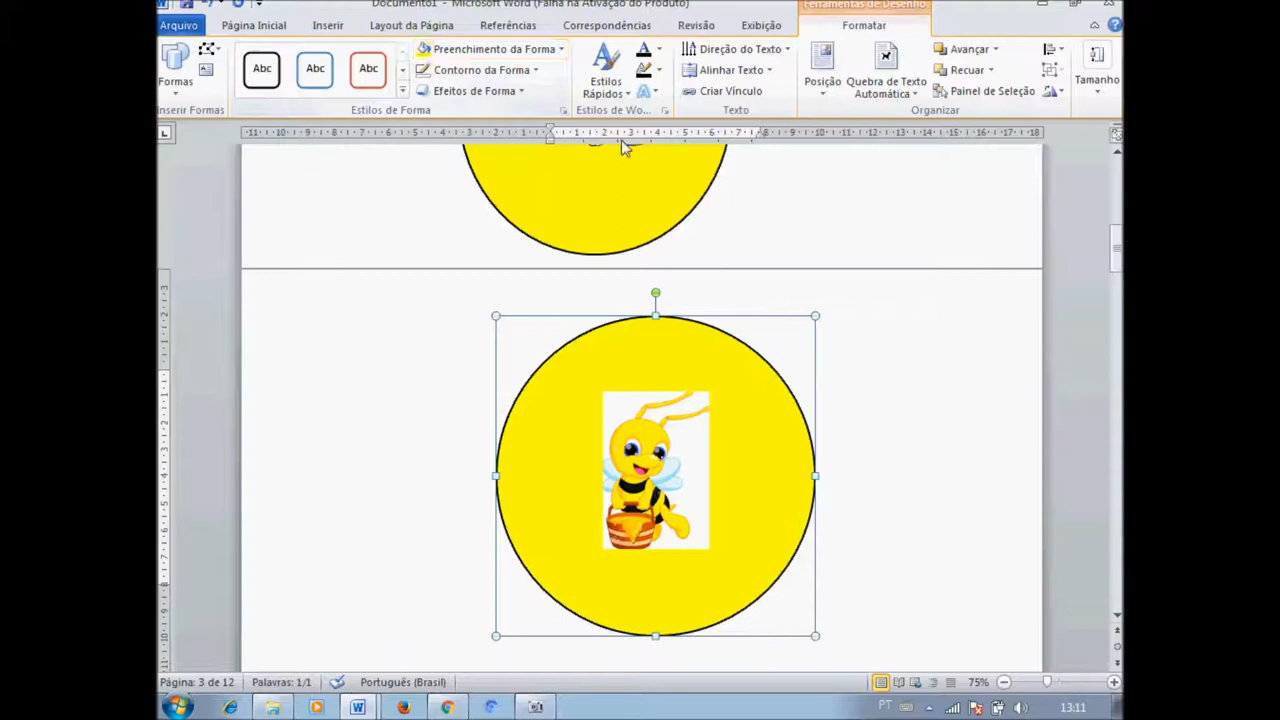 Documento1 - Microsoft Word (Falha na Ativação do Produto)
Ferramentas de Desenho
Arquivo Página Inicial Inserir Layout da Página Referências Correspondências Revisão Exibição Formatar
Formas
Abc Abc Abc
Preenchimento da Forma
Contorno da Forma
Efeitos de Forma
Estilos Rápidos
Direção do Texto
Alinhar Texto
Criar Vínculo
Posição
Quebra de Texto Automática
Avançar
Recuar
Painel de Seleção
Tamanho
Inserir Formas Estilos de Forma Estilos de Wo... Texto Organizar
Página: 3 de 12 Palavras: 1/1 Português (Brasil) 75%
PT 13:11